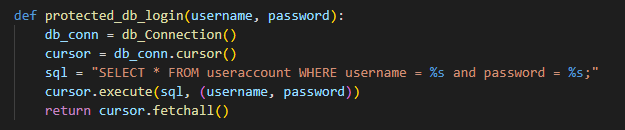 def protected_db_login(username, password):
    db_conn = db_Connection()
    cursor = db_conn.cursor()
    sql = "SELECT * FROM useraccount WHERE username = %s and password = %s;"
    cursor.execute(sql, (username, password))
    return cursor.fetchall()